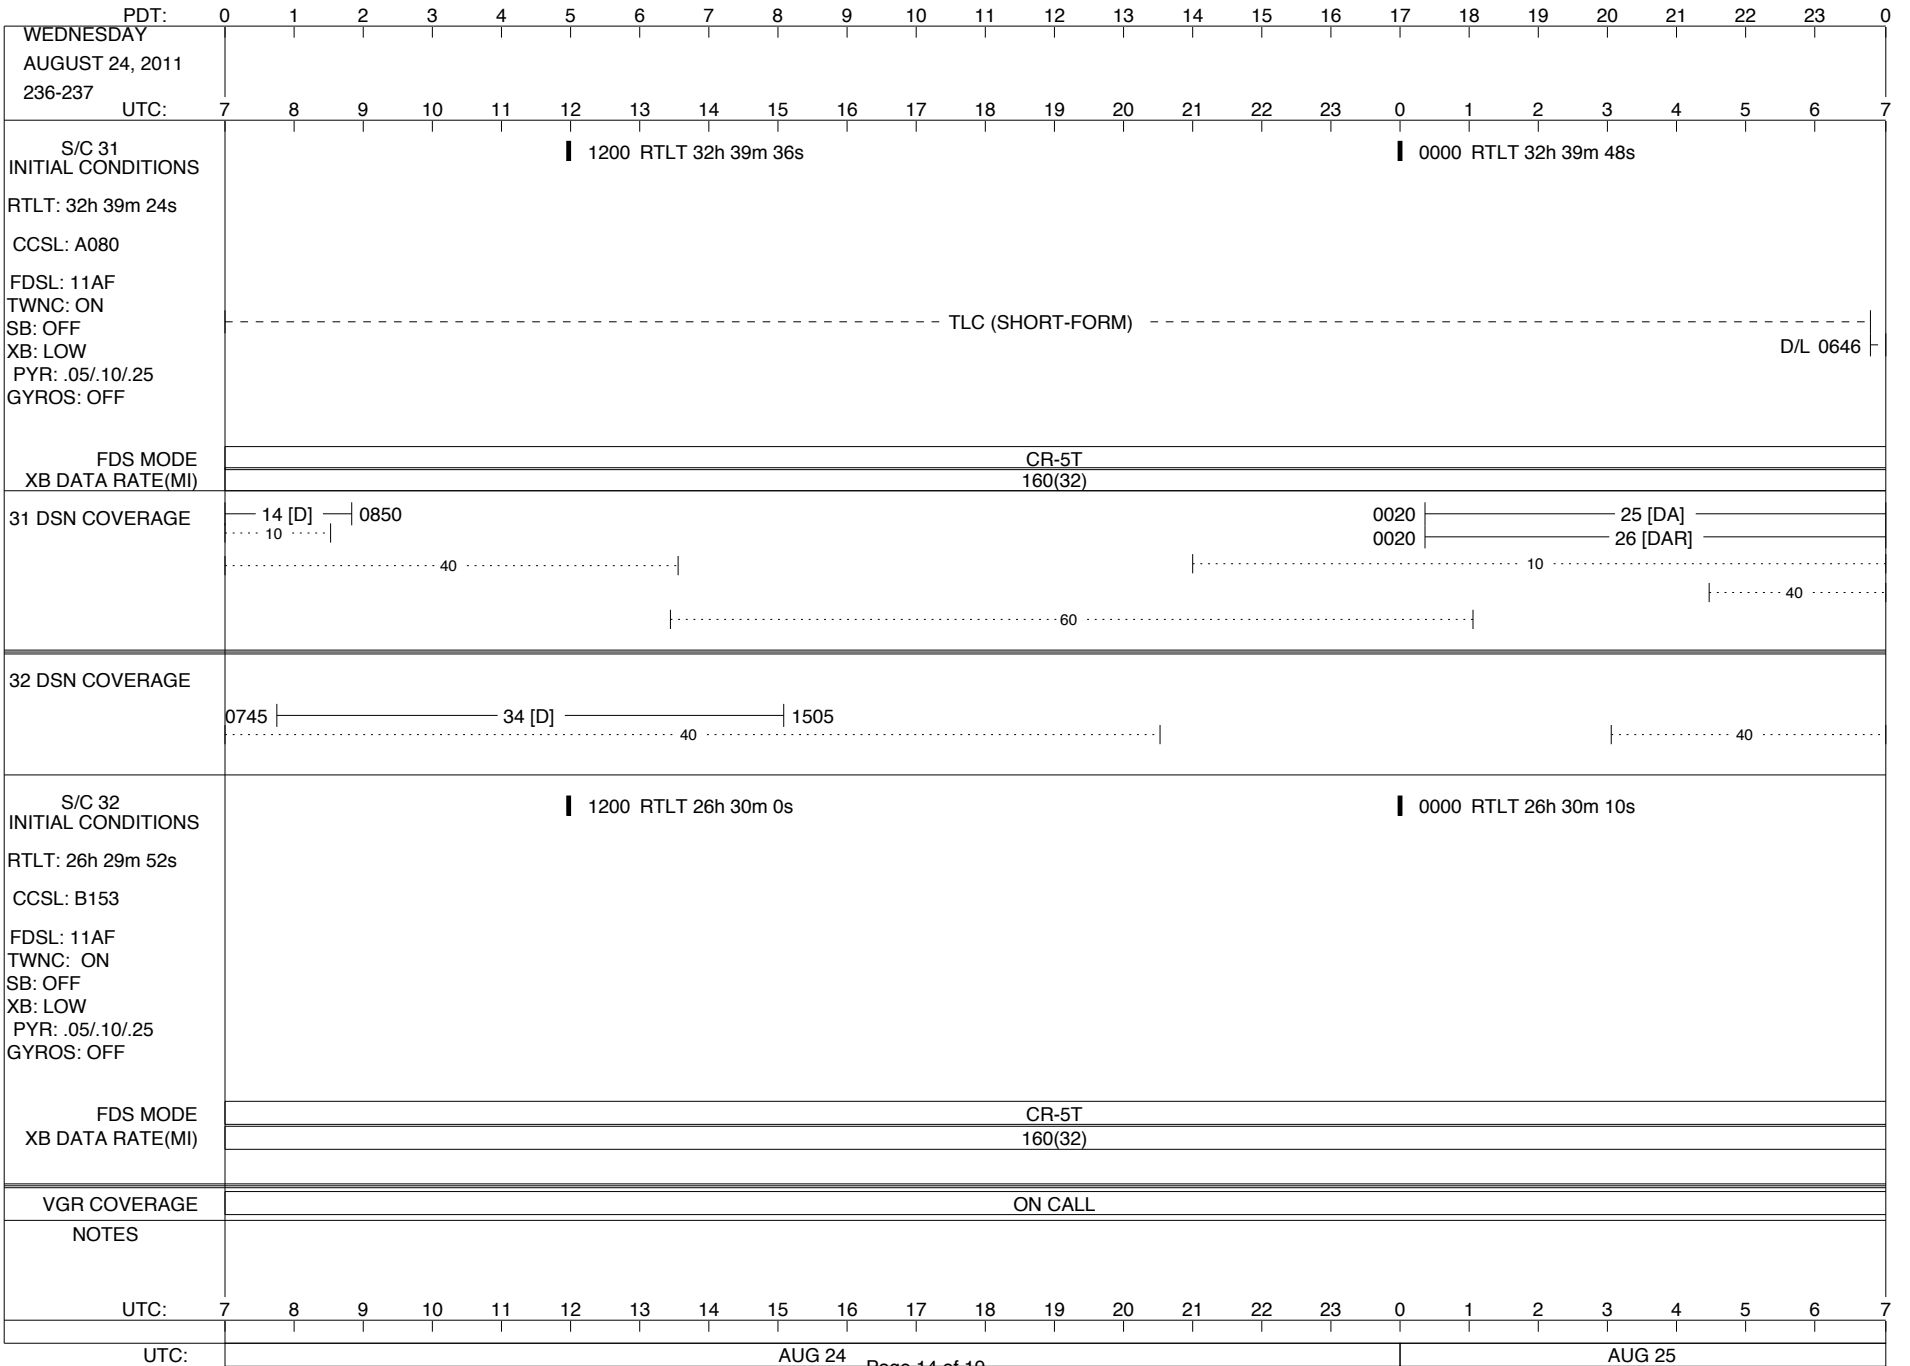 PDT: 0 1 2 3 4 5 6 7 8 9 10 11 12 13 14 15 16 17 18 19 20 21 22 23 0
WEDNESDAY
AUGUST 24, 2011
236-237
UTC: 7 8 9 10 11 12 13 14 15 16 17 18 19 20 21 22 23 0 1 2 3 4 5 6 7
S/C 31
INITIAL CONDITIONS
1200 RTLT 32h 39m 36s
0000 RTLT 32h 39m 48s
RTLT: 32h 39m 24s
CCSL: A080
FDSL: 11AF
TWNC: ON
SB: OFF
TLC (SHORT-FORM)
XB: LOW
D/L 0646
PYR: .05/.10/.25
GYROS: OFF
FDS MODE CR-5T
XB DATA RATE(MI) 160(32)
31 DSN COVERAGE
14 [D] 0850
0020 25 [DA]
10
0020 26 [DAR]
40
10
40
60
32 DSN COVERAGE
0745 34 [D] 1505
40
40
S/C 32
INITIAL CONDITIONS
1200 RTLT 26h 30m 0s
0000 RTLT 26h 30m 10s
RTLT: 26h 29m 52s
CCSL: B153
FDSL: 11AF
TWNC: ON
SB: OFF
XB: LOW
PYR: .05/.10/.25
GYROS: OFF
FDS MODE CR-5T
XB DATA RATE(MI) 160(32)
VGR COVERAGE ON CALL
NOTES
UTC: 7 8 9 10 11 12 13 14 15 16 17 18 19 20 21 22 23 0 1 2 3 4 5 6 7
UTC: AUG 24 AUG 25
Page 14 of 19